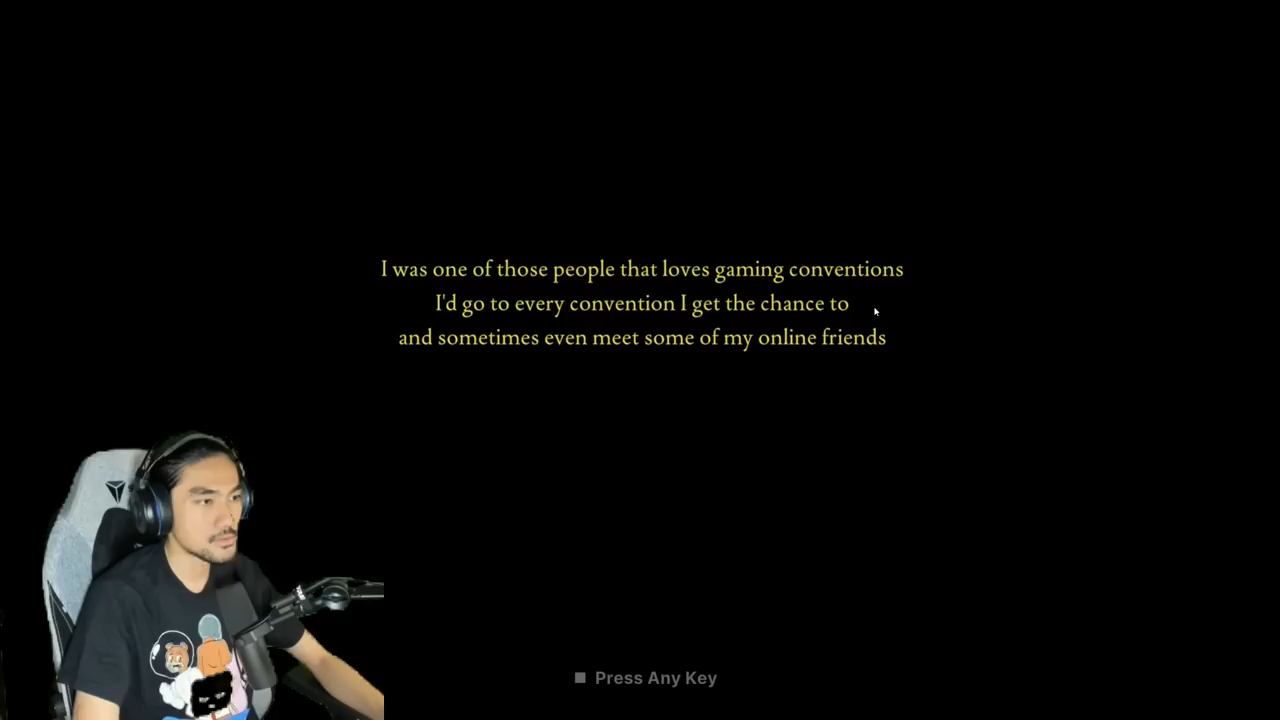 I was one of those people that loves gaming conventions
I'd go to every convention I get the chance to
and sometimes even meet some of my online friends
Press Any Key